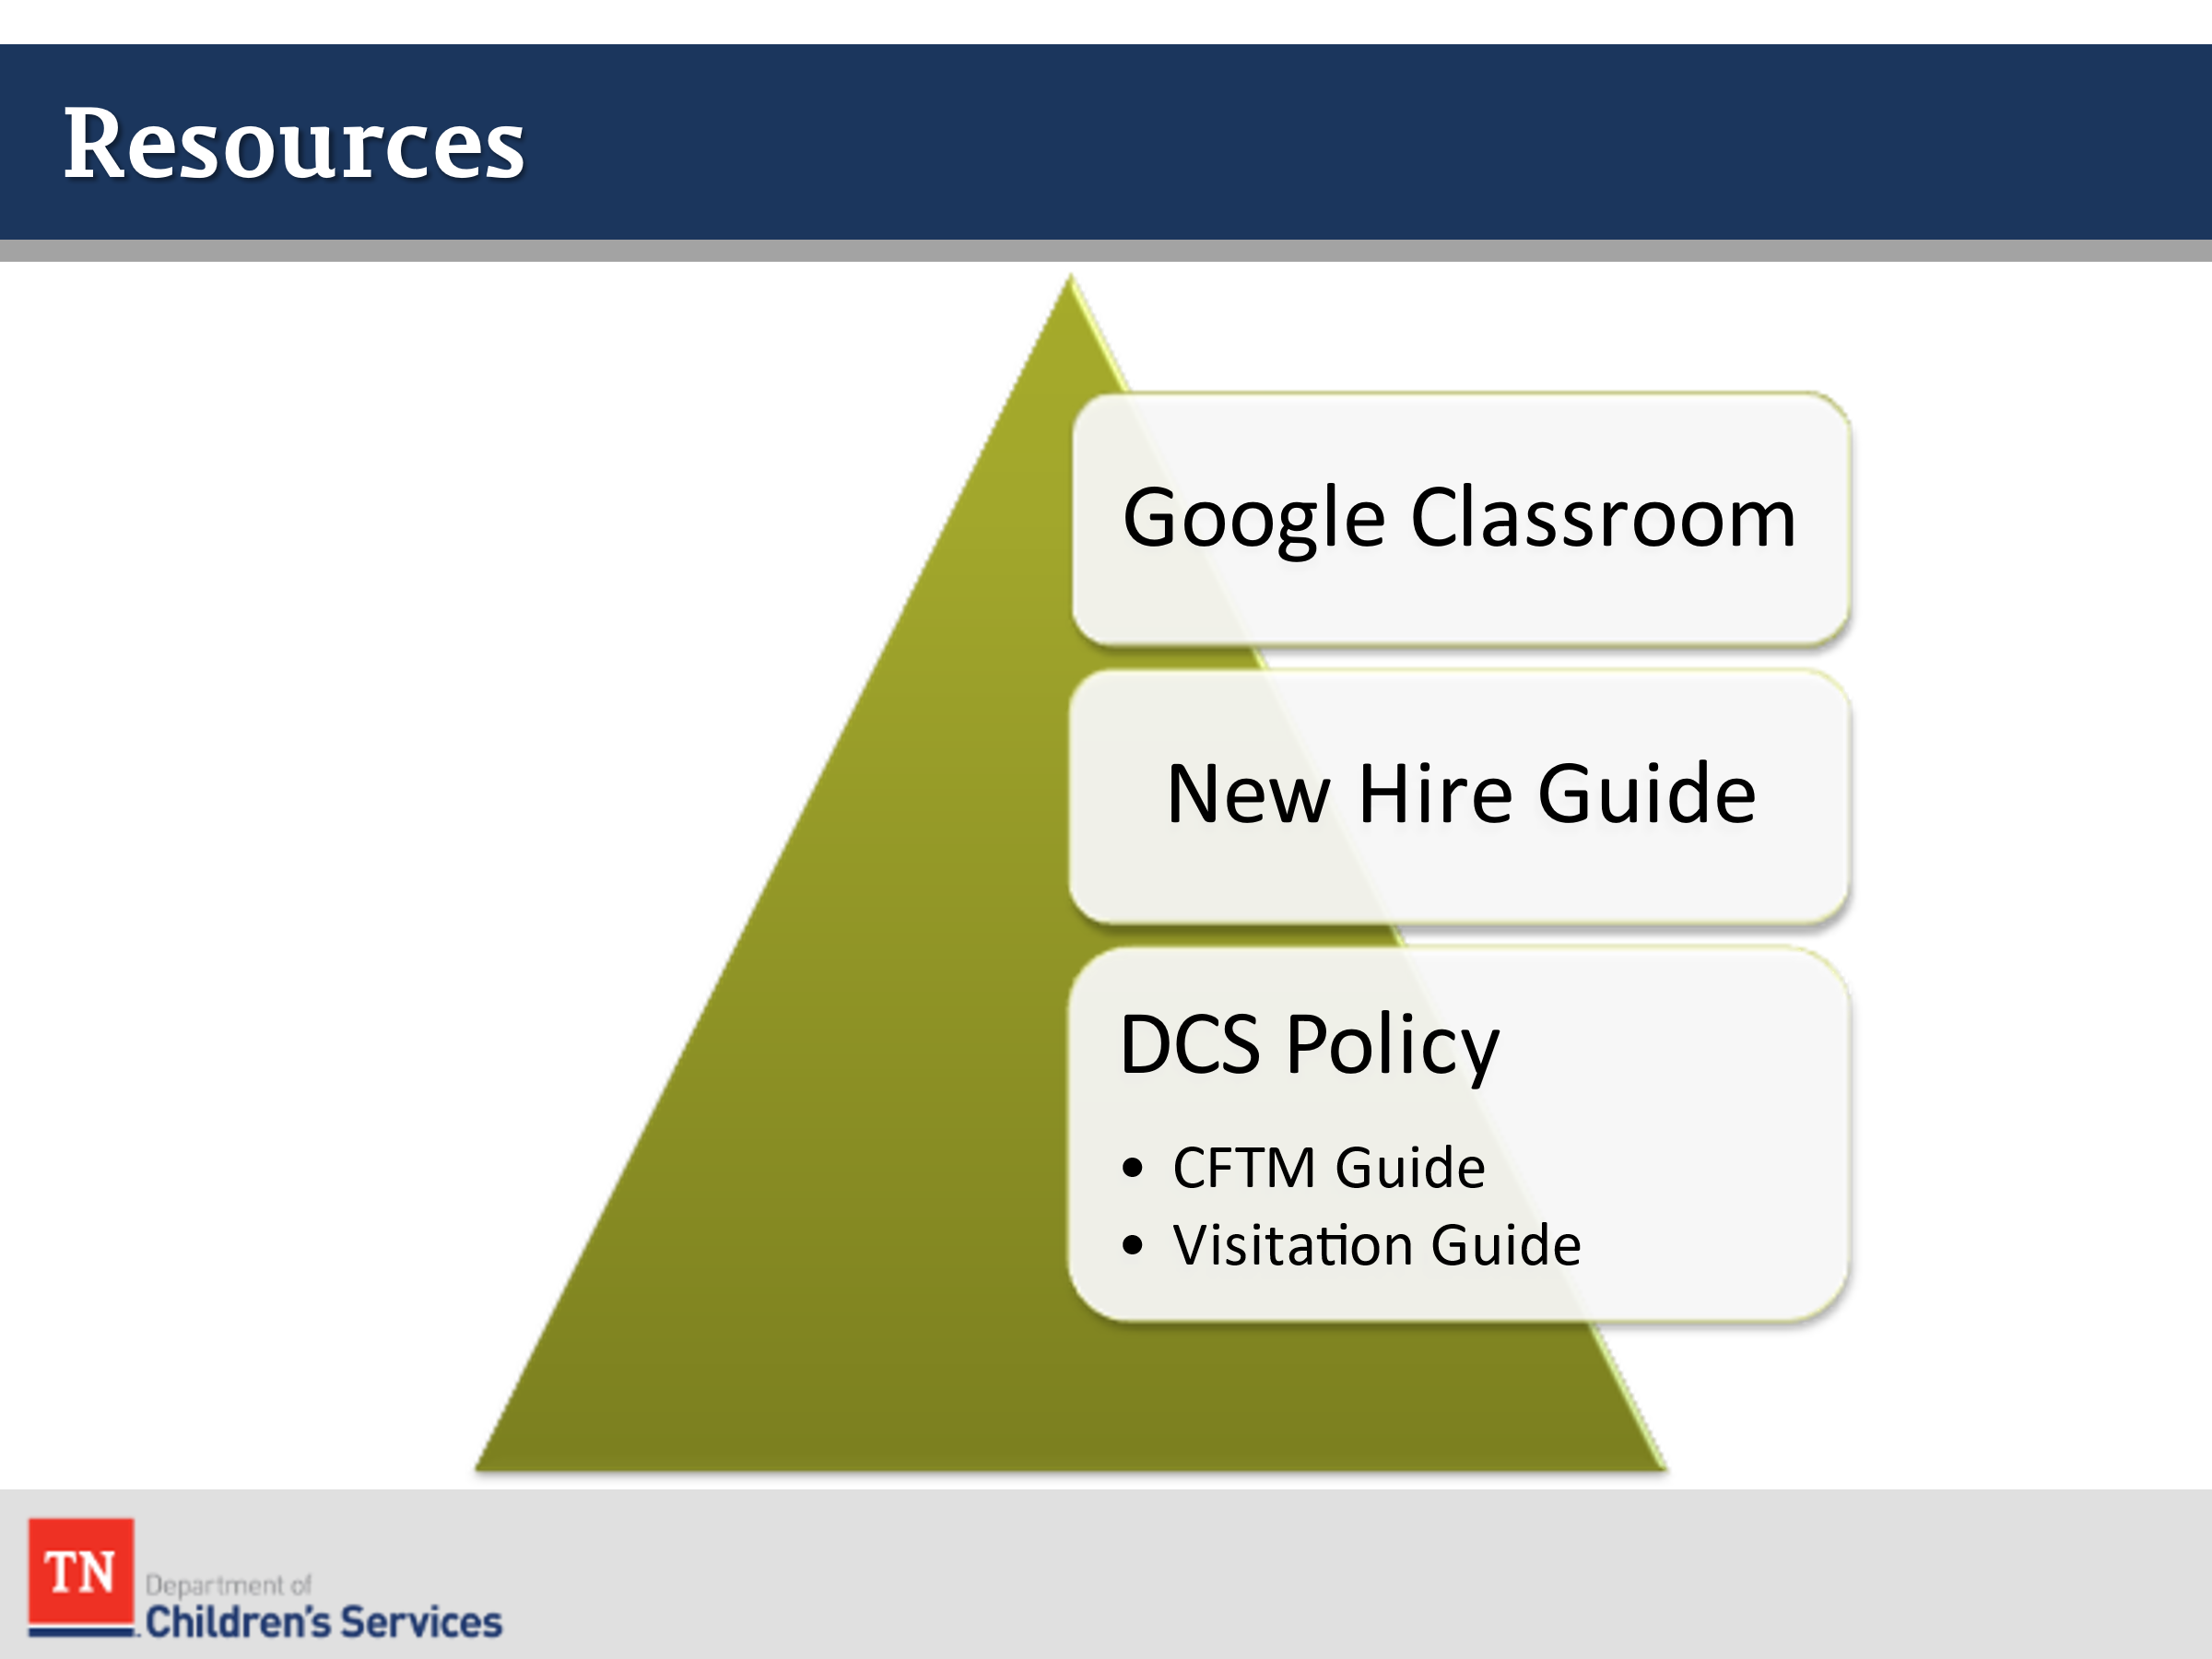 Resources
Google Classroom
New Hire Guide
DCS Policy
• CFTM Guide
• Visitation Guide
TN
Department of
Children's Services